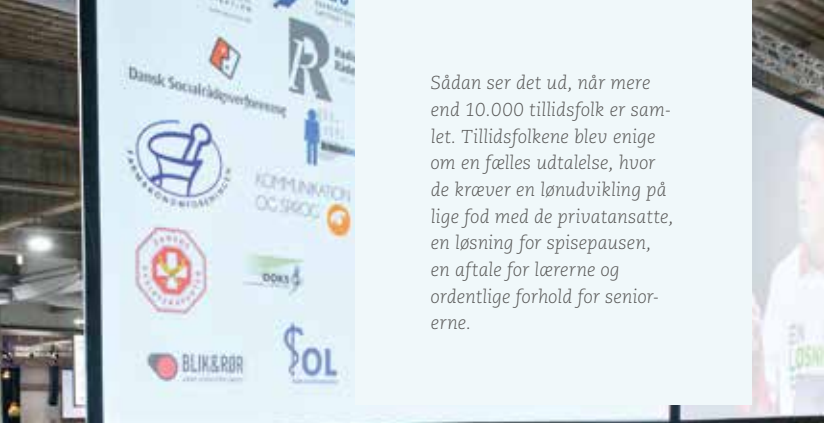 Dansk Socialrådgiverforening
FARMAKONOMFORENINGEN
KOMMUNIKATION
OG SPROG
BLIK&RØR
OL
Sådan ser det ud, når mere
end 10.000 tillidsfolk er sam-
let. Tillidsfolkene blev enige
om en fælles udtalelse, hvor
de kræver en lønudvikling på
lige fod med de privatansatte,
en løsning for spisepausen,
en aftale for lærerne og
ordentlige forhold for senior-
erne.